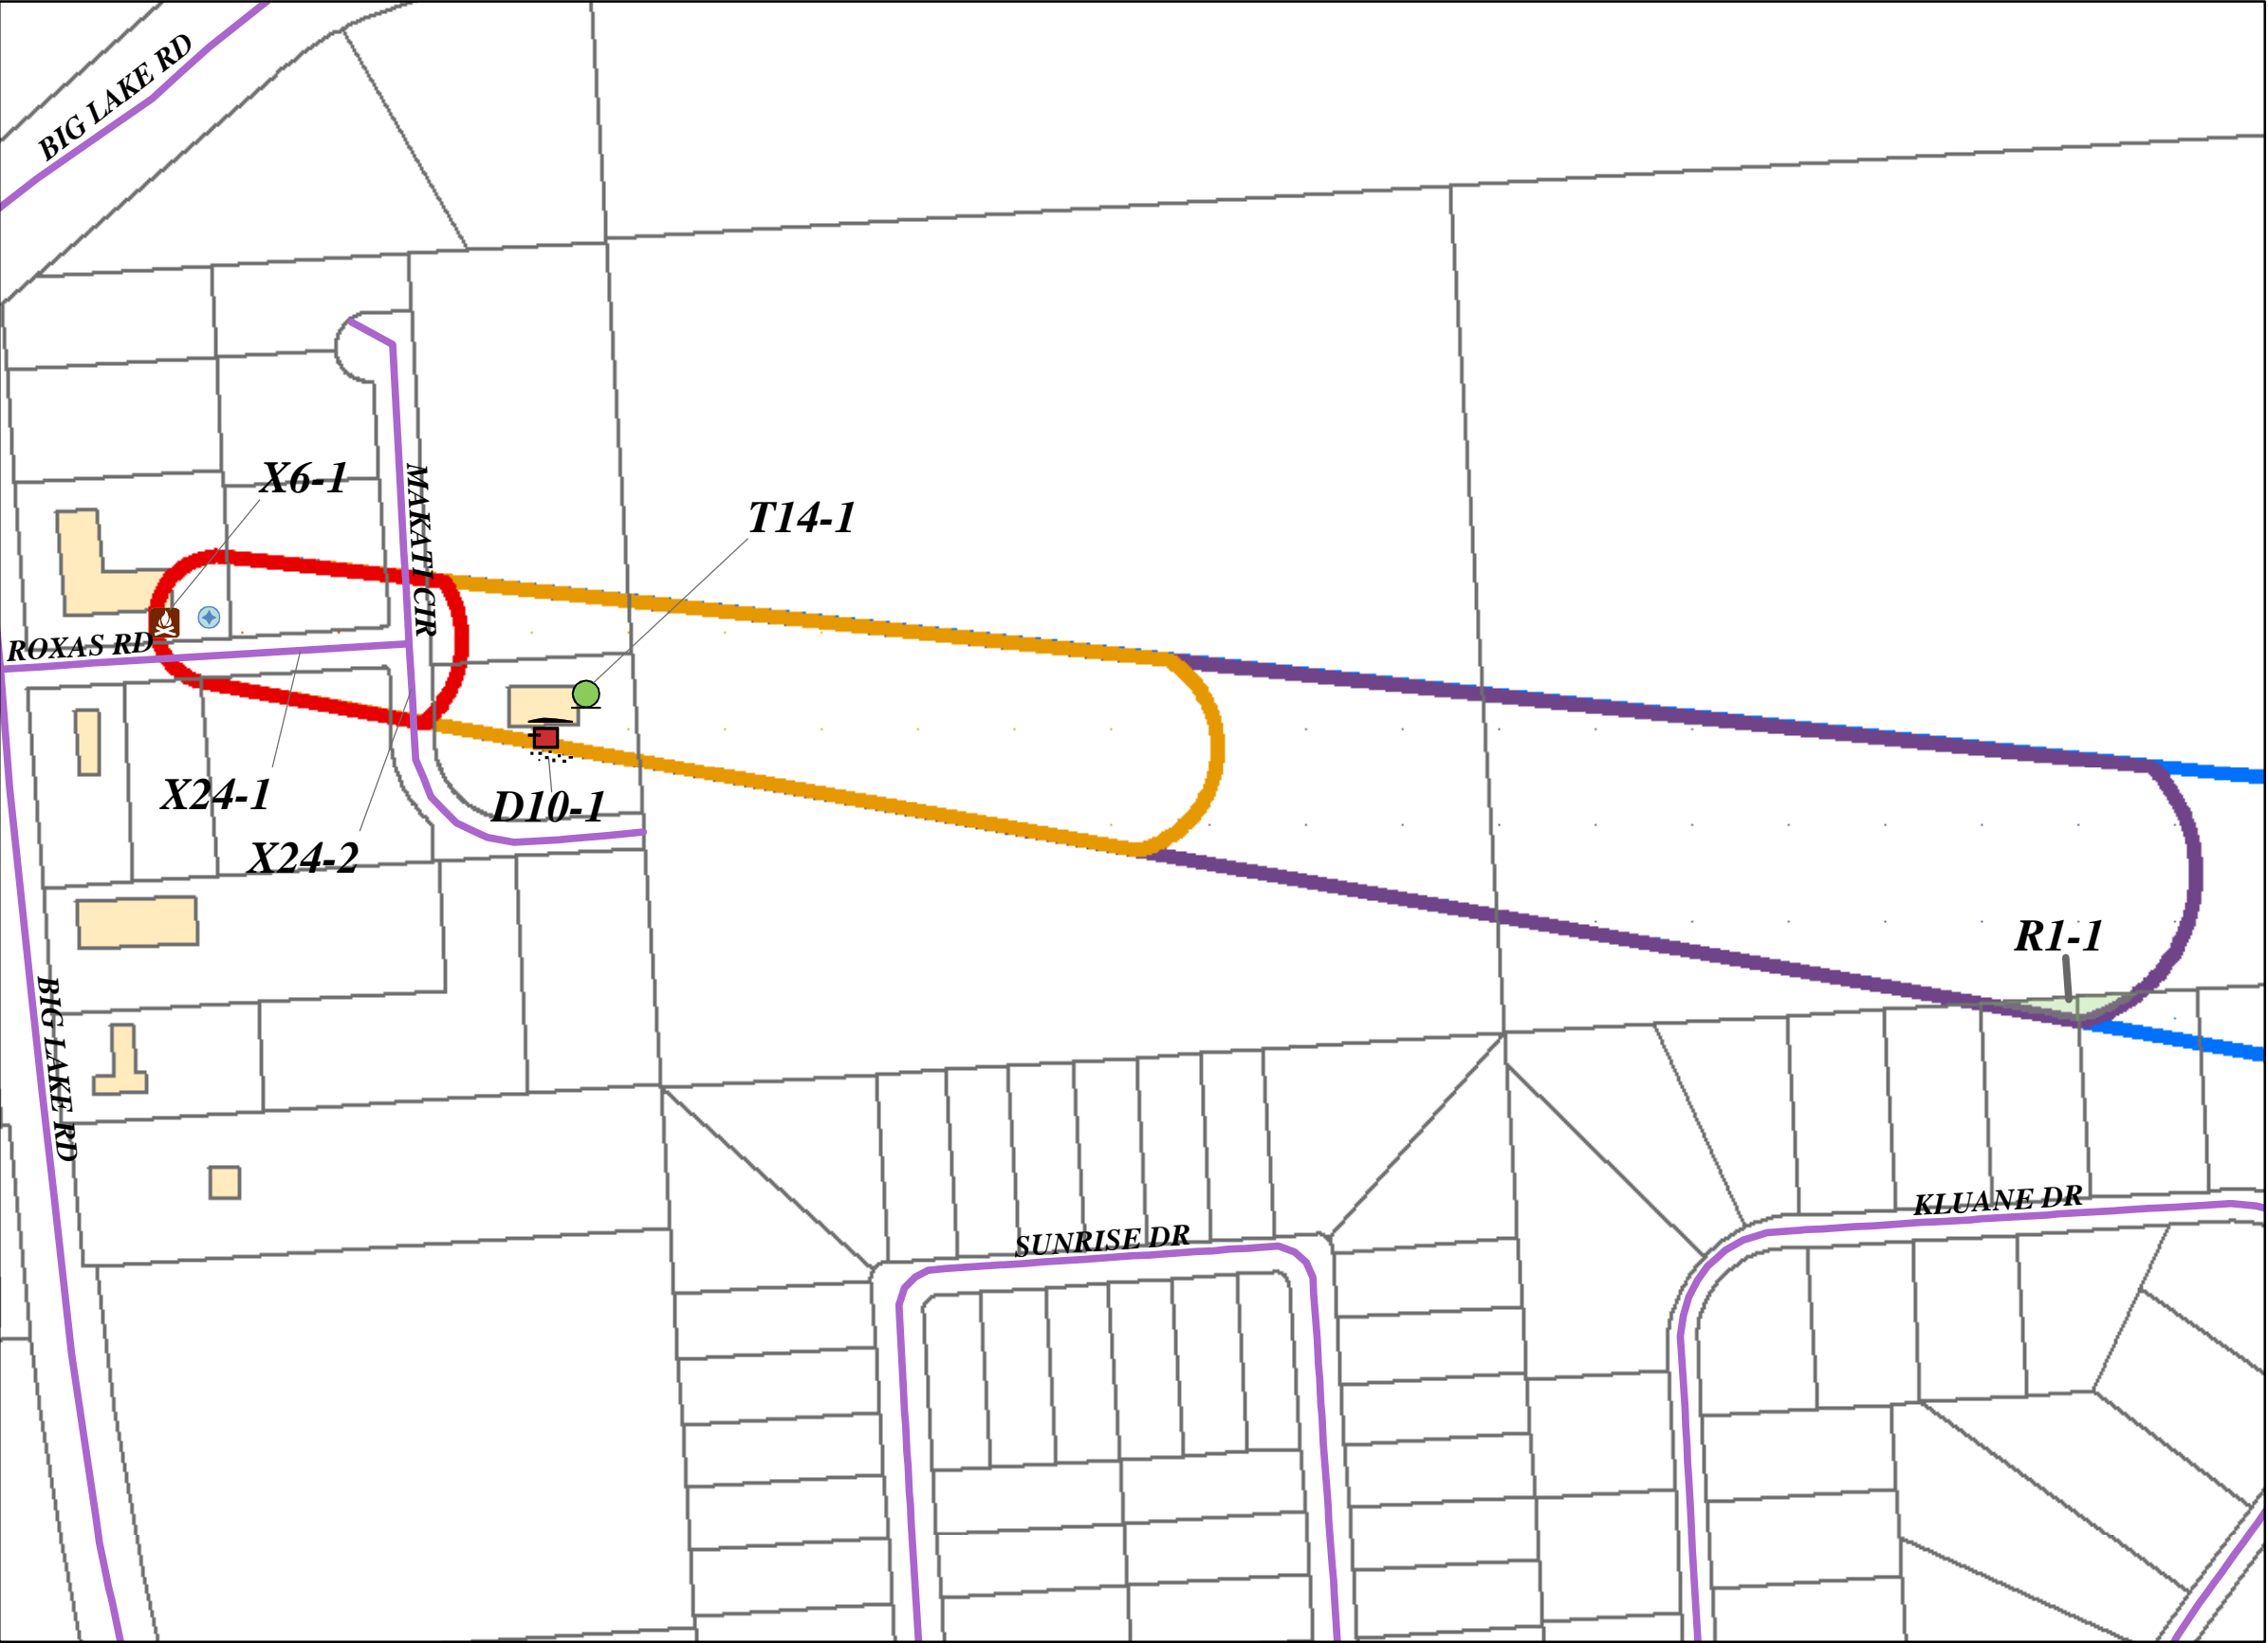 BIG LAKE RD
X6-1
MAKATI CIR
T14-1
ROXAS RD
X24-1
D10-1
X24-2
R1-1
BIG LAKE RD
KLUANE DR
SUNRISE DR